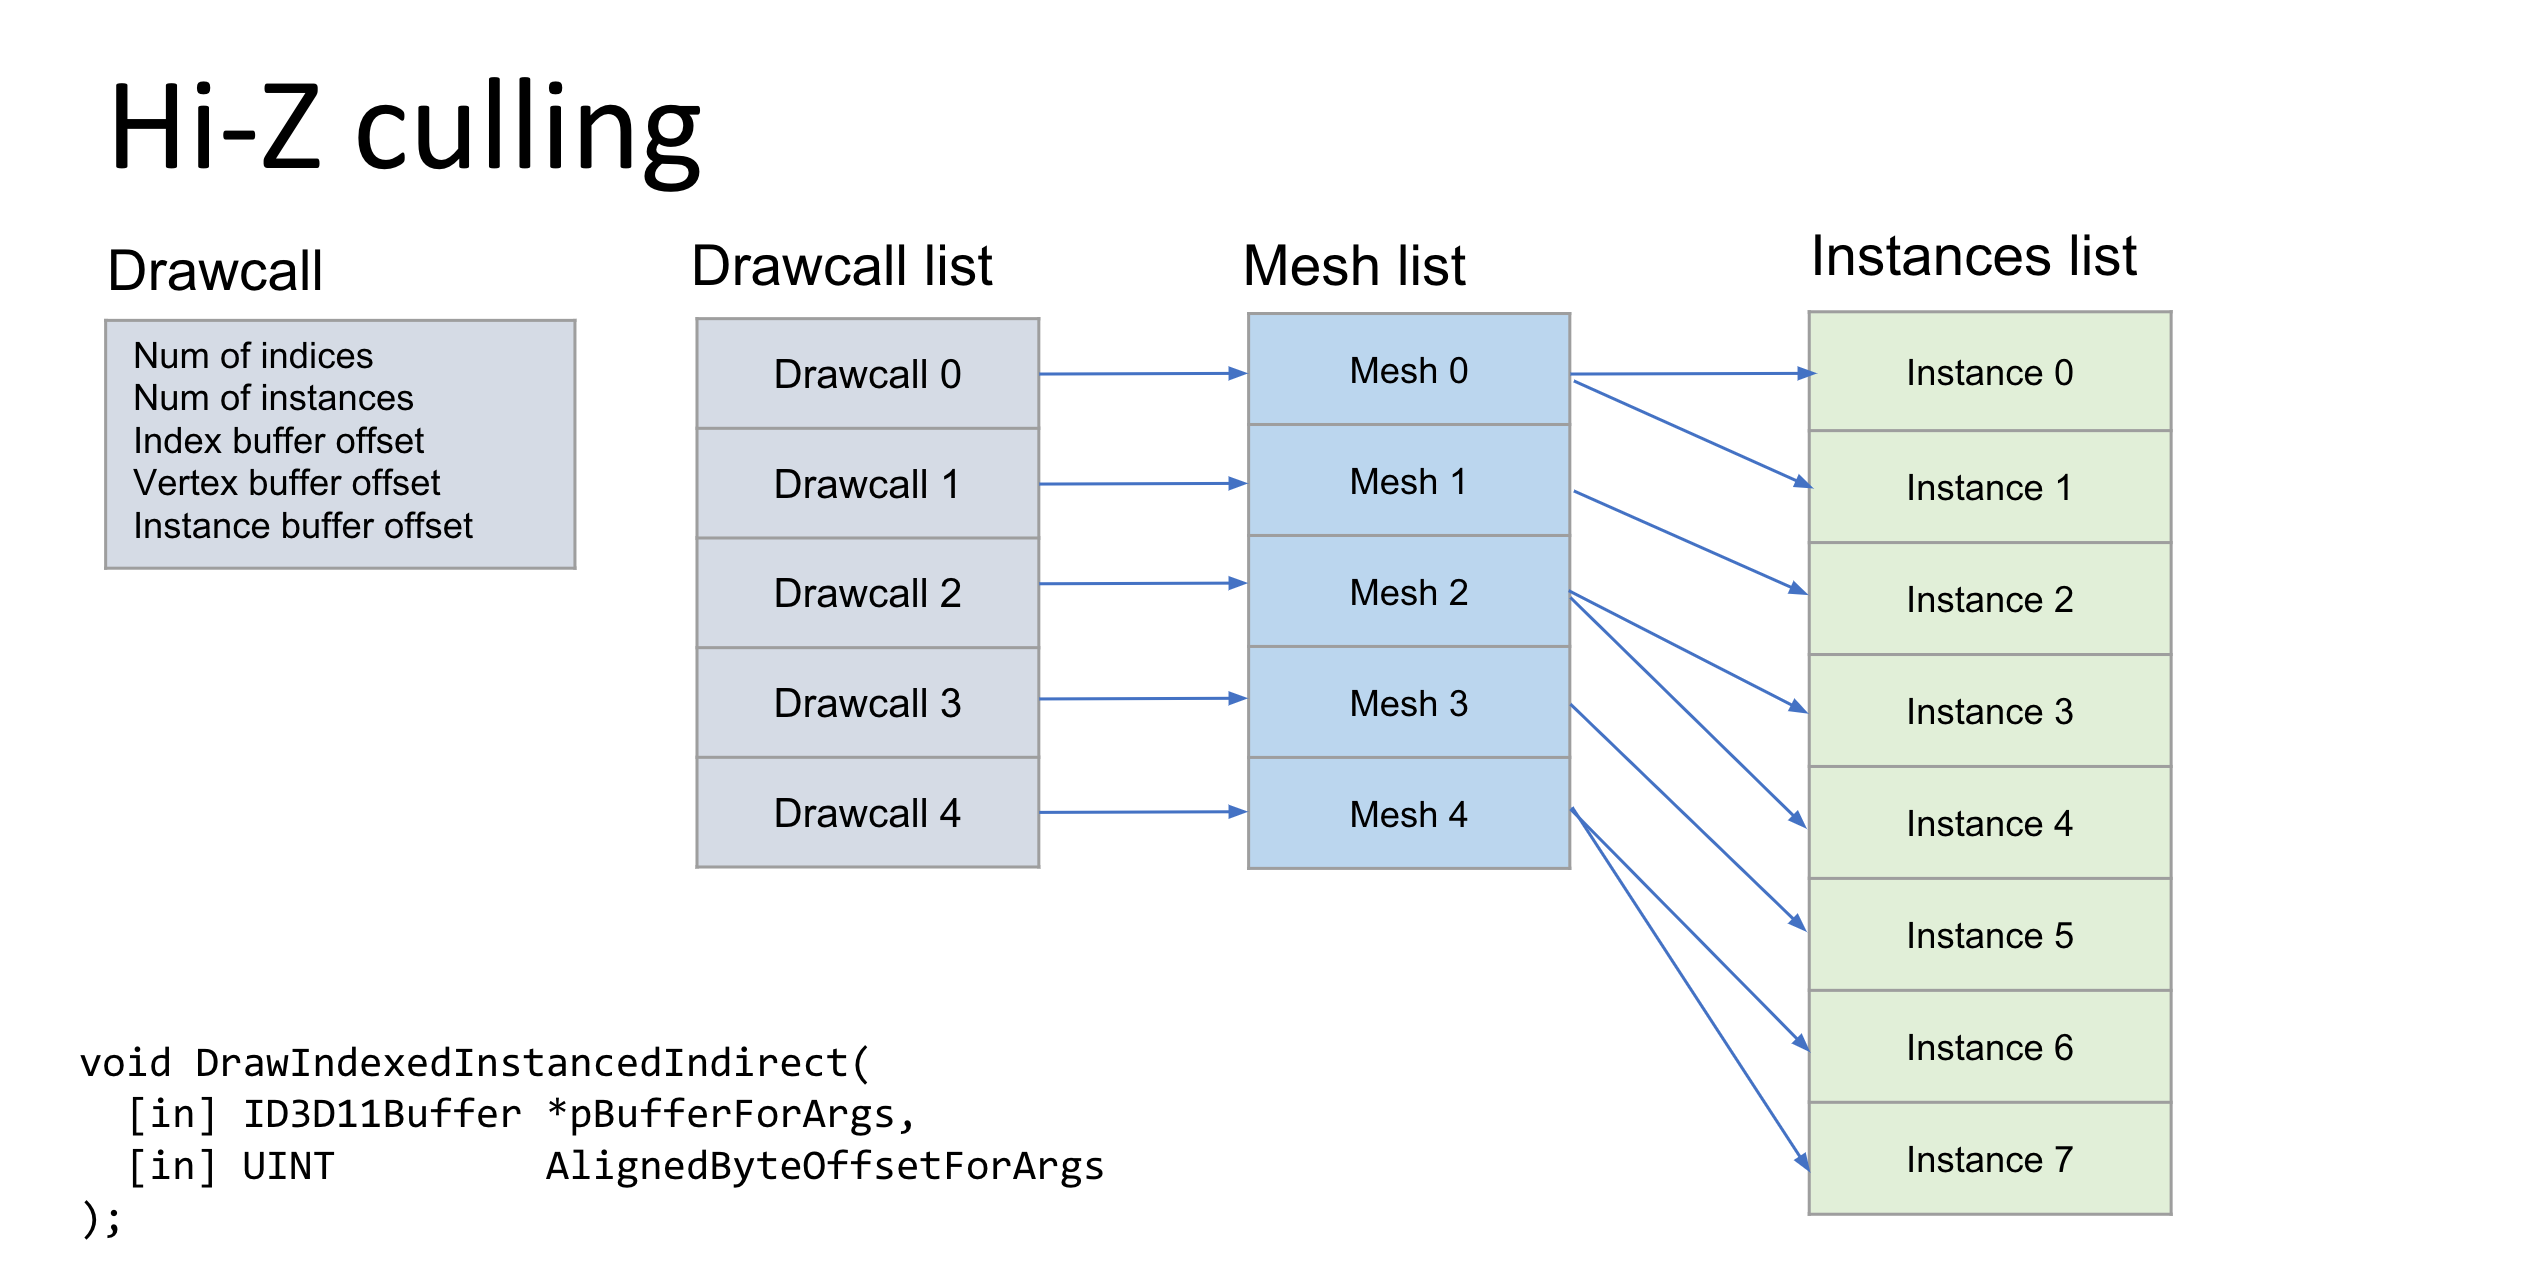 Hi-Z culling
Drawcall
Num of indices
Num of instances
Index buffer offset
Vertex buffer offset
Instance buffer offset
Drawcall list
Drawcall 0
Drawcall 1
Drawcall 2
Drawcall 3
Drawcall 4
Mesh list
Mesh 0
Mesh 1
Mesh 2
Mesh 3
Mesh 4
Instances list
Instance 0
Instance 1
Instance 2
Instance 3
Instance 4
Instance 5
Instance 6
Instance 7
void DrawIndexedInstancedIndirect(
  [in] ID3D11Buffer *pBufferForArgs,
  [in] UINT         AlignedByteOffsetForArgs
);